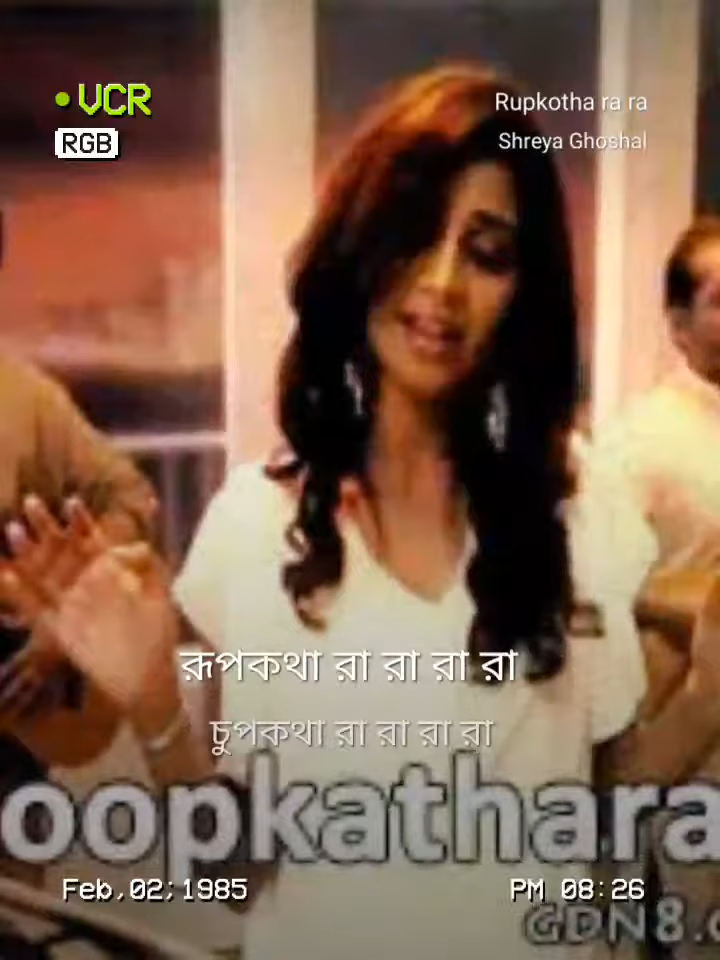 VCR
RGB
Rupkotha ra ra
Shreya Ghoshal
রূপকথা রা রা রা রা
চুপকথা রা রা রা রা
oopkathara
Feb,02;1985
PM 08:26
GDN8.c